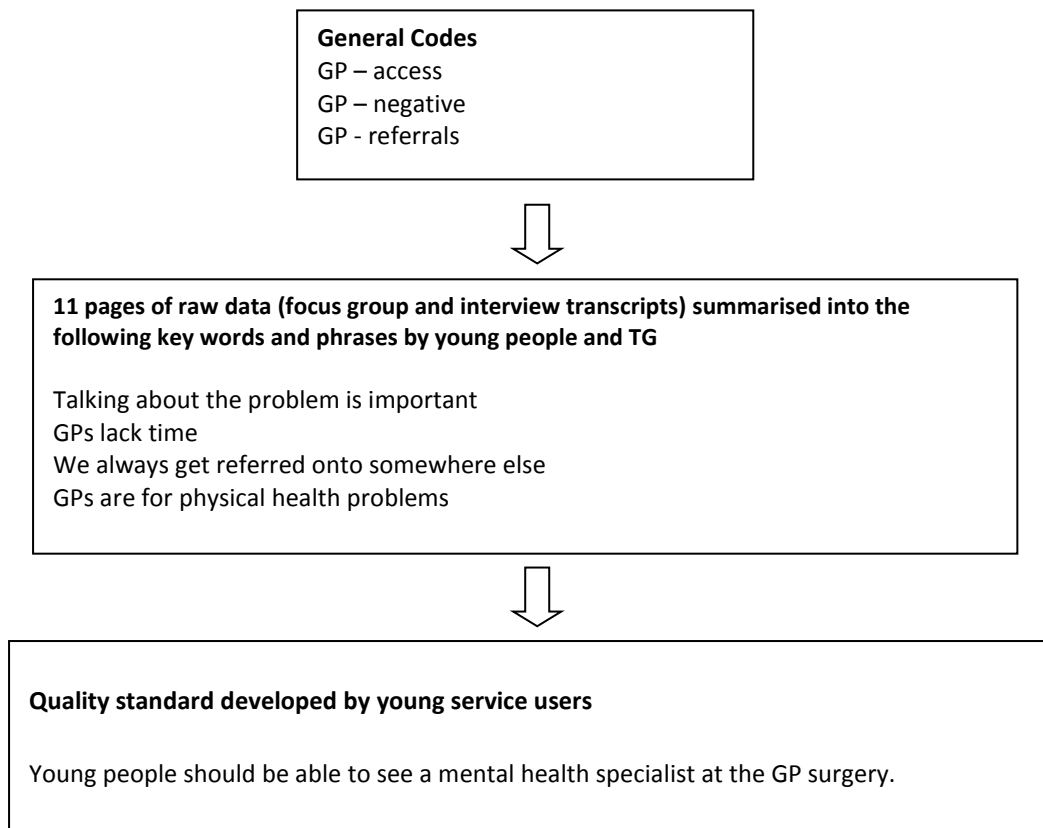 General Codes
GP – access
GP – negative
GP - referrals
11 pages of raw data (focus group and interview transcripts) summarised into the
following key words and phrases by young people and TG
Talking about the problem is important
GPs lack time
We always get referred onto somewhere else
GPs are for physical health problems
Quality standard developed by young service users
Young people should be able to see a mental health specialist at the GP surgery.